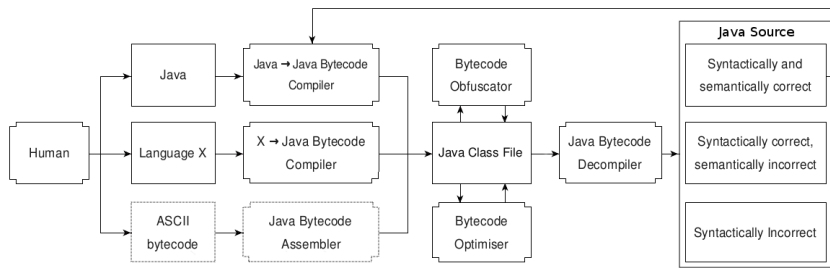 Java Source
Java
Java → Java Bytecode
Compiler
Bytecode
Obfuscator
Syntactically and
semantically correct
Human
Language X
X → Java Bytecode
Compiler
Java Class File
Java Bytecode
Decompiler
Syntactically correct,
semantically incorrect
ASCII
bytecode
Java Bytecode
Assembler
Bytecode
Optimiser
Syntactically Incorrect